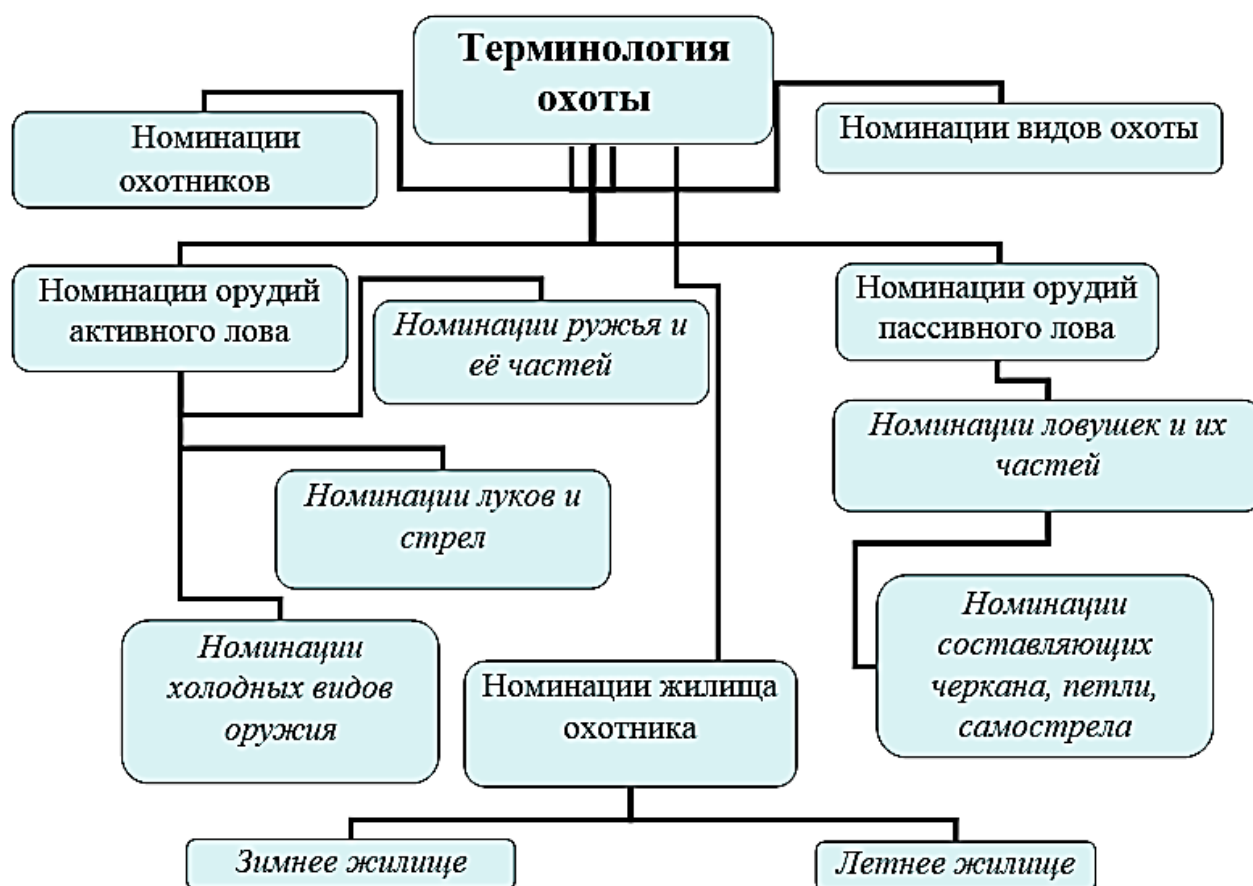 Терминология
охоты
Номинации
охотников
Номинации видов охоты
Номинации орудий
активного лова
Номинации ружья и
её частей
Номинации орудий
пассивного лова
Номинации ловушек и их
частей
Номинации луков и
стрел
Номинации
холодных видов
оружия
Номинации жилища
охотника
Номинации
составляющих
черкана, петли,
самострела
Зимнее жилище
Летнее жилище